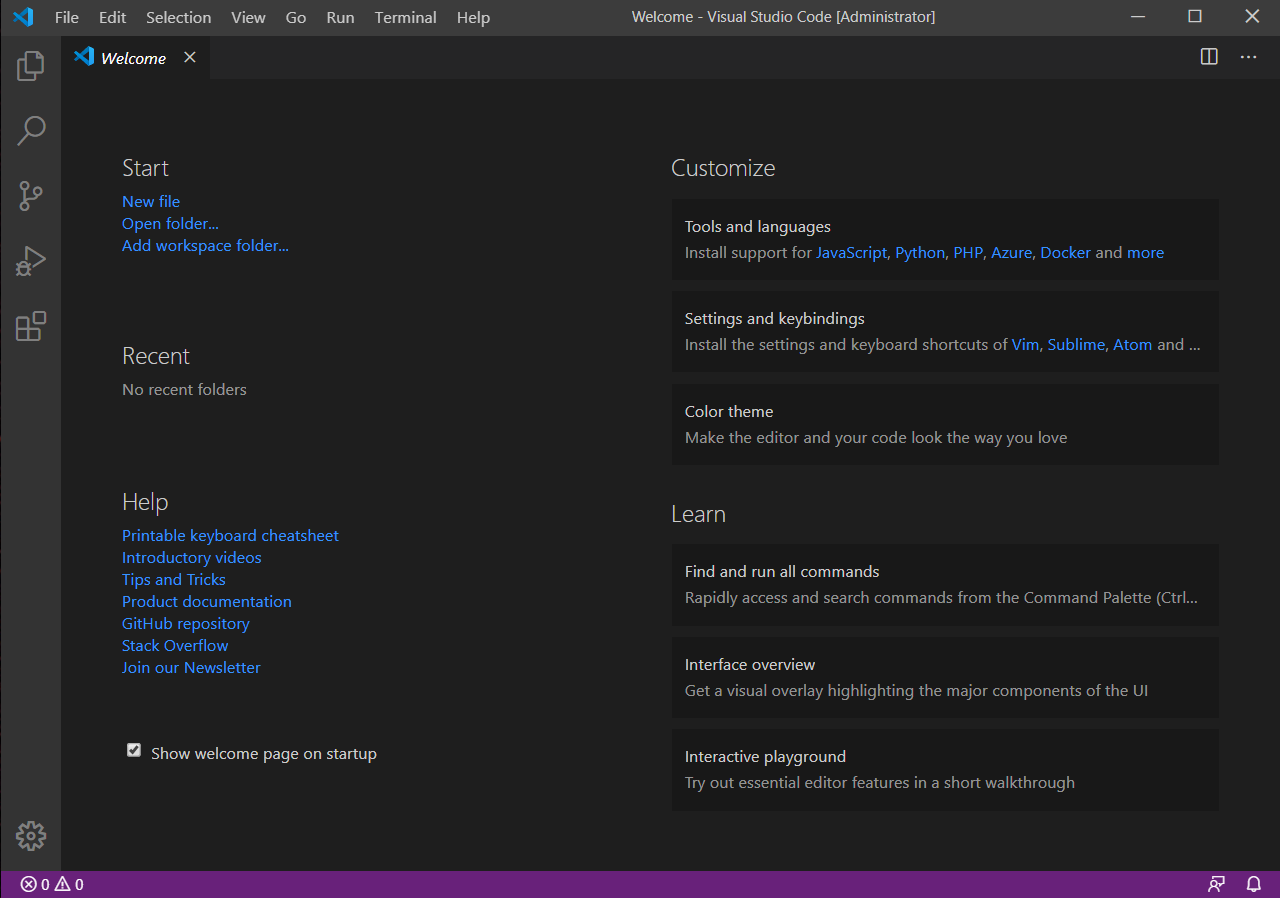 File Edit Selection View Go Run Terminal Help Welcome - Visual Studio Code [Administrator]
Welcome
Start
New file
Open folder...
Add workspace folder...
Recent
No recent folders
Help
Printable keyboard cheatsheet
Introductory videos
Tips and Tricks
Product documentation
GitHub repository
Stack Overflow
Join our Newsletter
Show welcome page on startup
Customize
Tools and languages
Install support for JavaScript, Python, PHP, Azure, Docker and more
Settings and keybindings
Install the settings and keyboard shortcuts of Vim, Sublime, Atom and ...
Color theme
Make the editor and your code look the way you love
Learn
Find and run all commands
Rapidly access and search commands from the Command Palette (Ctrl...
Interface overview
Get a visual overlay highlighting the major components of the UI
Interactive playground
Try out essential editor features in a short walkthrough
0 0